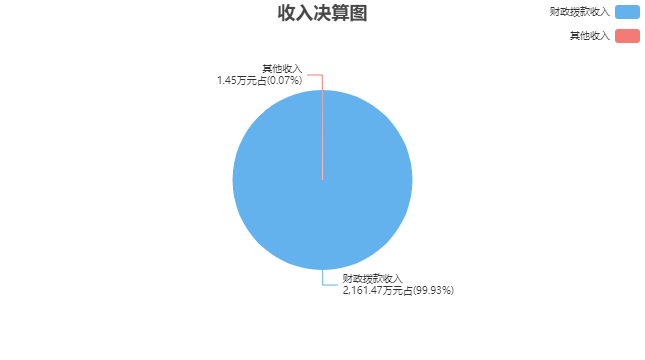 收入决算图
财政拨款收入
其他收入
其他收入
1.45万元占(0.07%)
财政拨款收入
2,161.47万元占(99.93%)